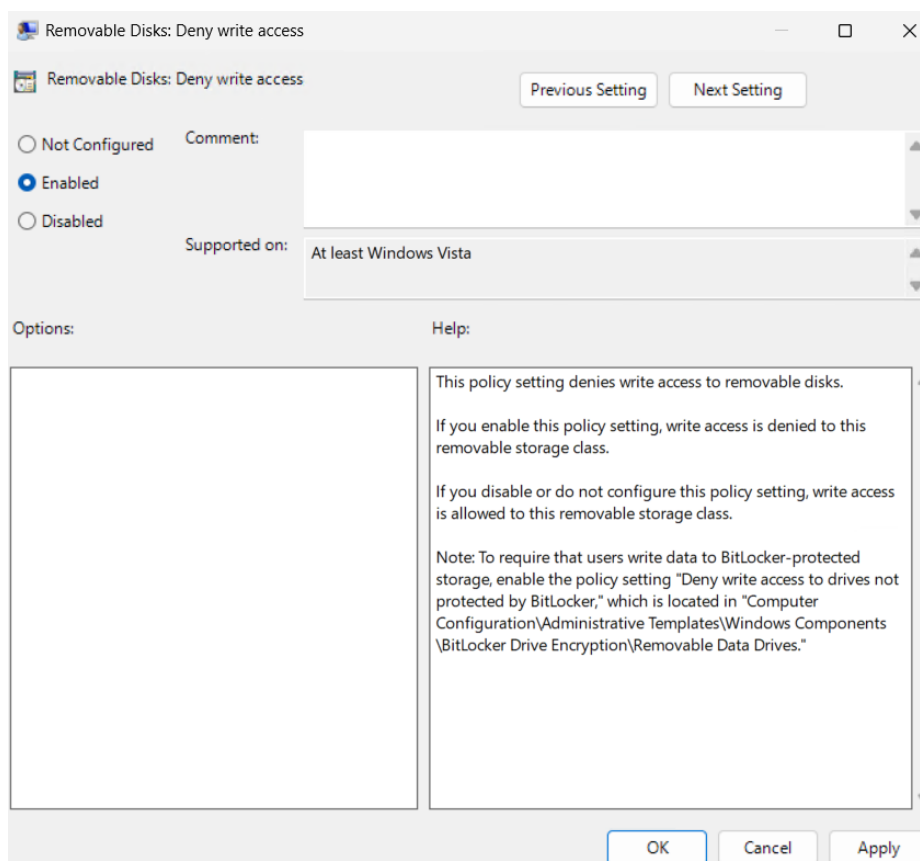 Removable Disks: Deny write access
Removable Disks: Deny write access
Previous Setting
Next Setting
Not Configured
Comment:
Enabled
Disabled
Supported on:
At least Windows Vista
Options:
Help:
This policy setting denies write access to removable disks.
If you enable this policy setting, write access is denied to this
removable storage class.
If you disable or do not configure this policy setting, write access
is allowed to this removable storage class.
Note: To require that users write data to BitLocker-protected
storage, enable the policy setting "Deny write access to drives not
protected by BitLocker," which is located in "Computer
Configuration\Administrative Templates\Windows Components
\BitLocker Drive Encryption\Removable Data Drives."
OK
Cancel
Apply